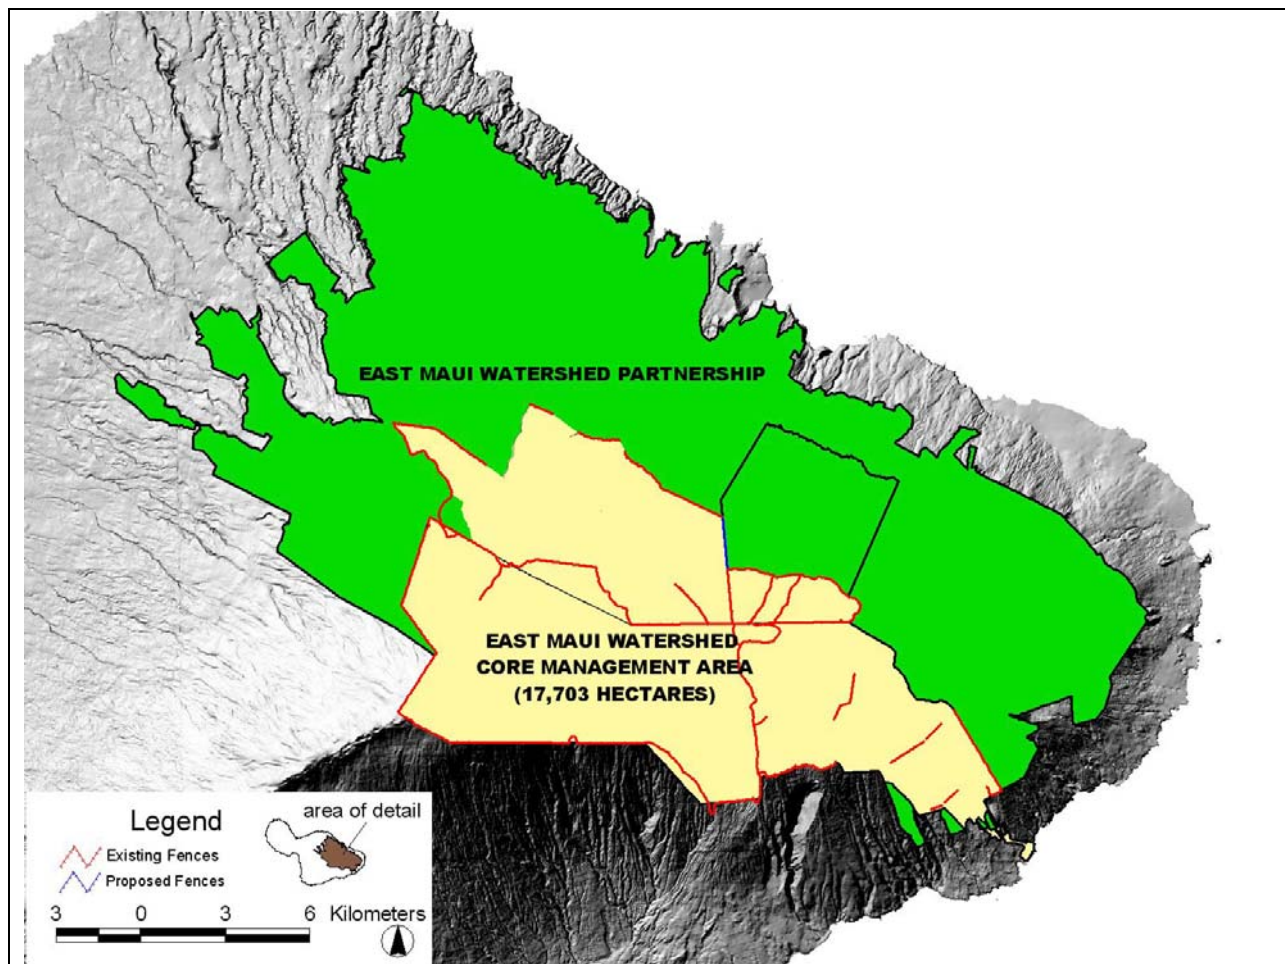 EAST MAUI WATERSHED PARTNERSHIP
EAST MAUI WATERSHED
CORE MANAGEMENT AREA
(17,703 HECTARES)
Legend
area of detail
Existing Fences
Proposed Fences
3 0 3 6 Kilometers